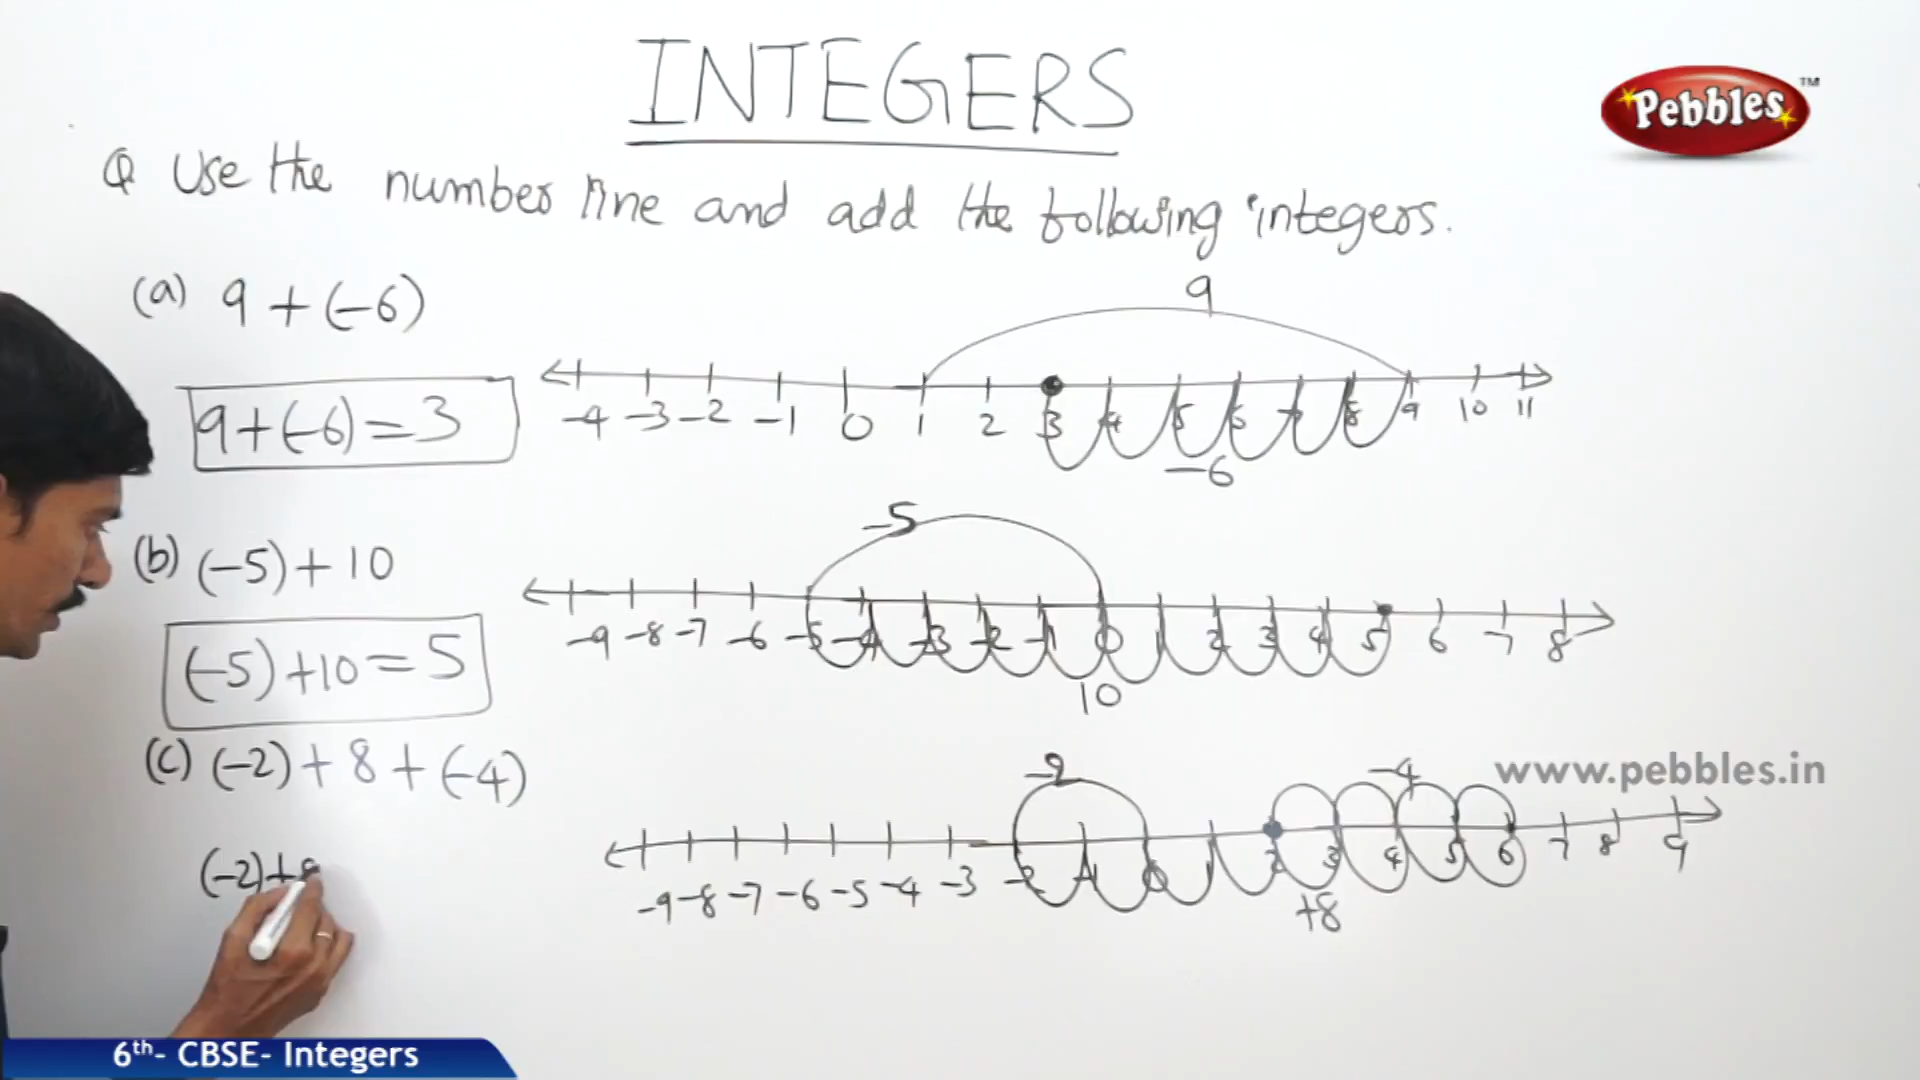 INTEGERS
Pebbles™
Q Use the number line and add the following integers.
(a) 9 + (-6)
9
-4 -3 -2 -1 0 1 2 3 4 5 6 7 8 9 10 11
-6
9+(-6)=3
(b) (-5) + 10
-5
-9 -8 -7 -6 -5 -4 -3 -2 -1 0 1 2 3 4 5 6 7 8
10
(-5)+10=5
(c) (-2) + 8 + (-4)
-2
-4
www.pebbles.in
-9 -8 -7 -6 -5 -4 -3 -2 -1 0 1 2 3 4 5 6 7 8 9
+8
(-2)+8
6th- CBSE- Integers